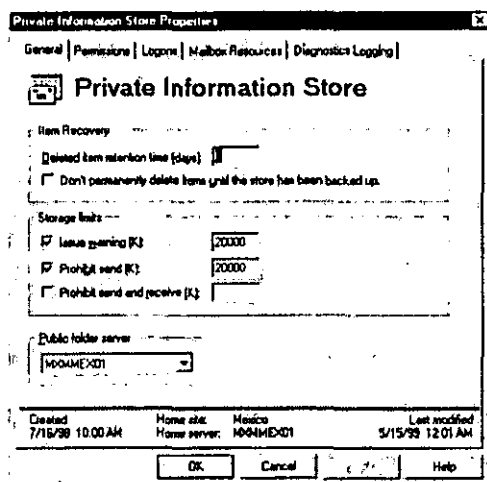 Private Information Store Properties
General | Permissions | Logons | Mailbox Resources | Diagnostics Logging |
Private Information Store
Item Recovery
Deleted item retention time (days):
Don't permanently delete items until the store has been backed up.
Storage limits
Issue warning (K): 20000
Prohibit send (K): 20000
Prohibit send and receive (K):
Public folder server
Created Home site: Mexico Last modified
7/16/98 10:00 AM Home server: 5/15/99 12:01 AM
OK Cancel Help